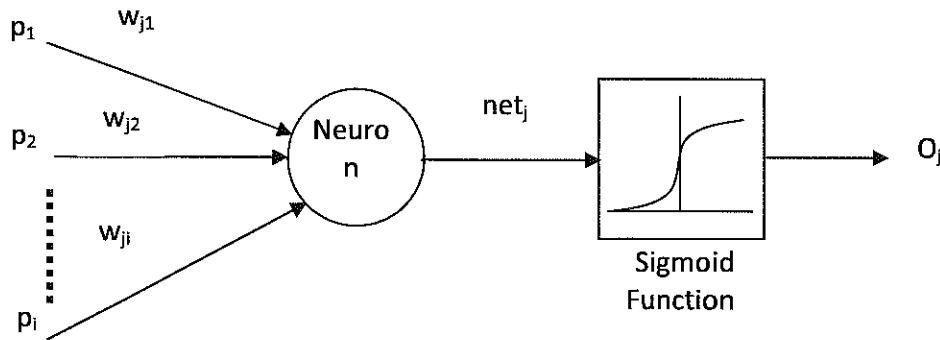 p1
wj1
p2
wj2
wji
pi
Neuro
n
netj
Sigmoid
Function
Oj